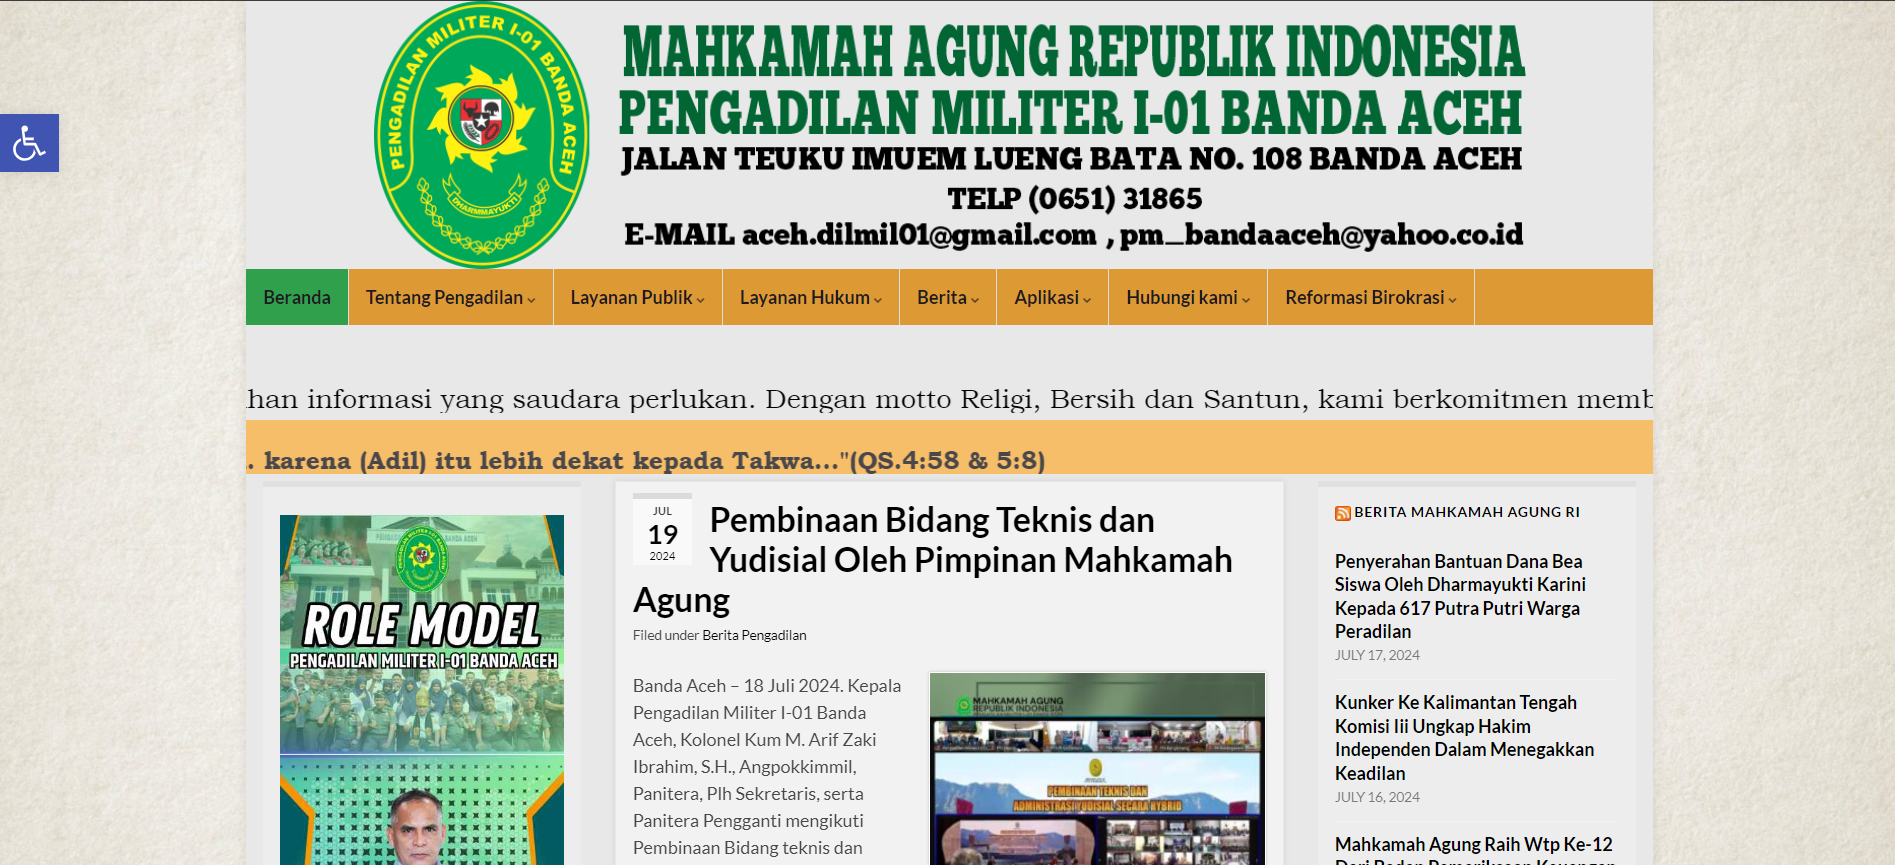 PENGADILAN MILITER I-01 BANDA ACEH
DHARMMAYUKTI
MAHKAMAH AGUNG REPUBLIK INDONESIA
PENGADILAN MILITER I-01 BANDA ACEH
JALAN TEUKU IMUEM LUENG BATA NO. 108 BANDA ACEH
TELP (0651) 31865
E-MAIL aceh.dilmil01@gmail.com , pm_bandaaceh@yahoo.co.id
Beranda
Tentang Pengadilan
Layanan Publik
Layanan Hukum
Berita
Aplikasi
Hubungi kami
Reformasi Birokrasi
han informasi yang saudara perlukan. Dengan motto Religi, Bersih dan Santun, kami berkomitmen memb
. karena (Adil) itu lebih dekat kepada Takwa..."(QS.4:58 & 5:8)
ROLE MODEL
PENGADILAN MILITER I-01 BANDA ACEH
JUL
19
2024
Pembinaan Bidang Teknis dan
Yudisial Oleh Pimpinan Mahkamah
Agung
Filed under Berita Pengadilan
Banda Aceh – 18 Juli 2024. Kepala
Pengadilan Militer I-01 Banda
Aceh, Kolonel Kum M. Arif Zaki
Ibrahim, S.H., Angpokkimmil,
Panitera, Plh Sekretaris, serta
Panitera Pengganti mengikuti
Pembinaan Bidang teknis dan
MAHKAMAH AGUNG
REPUBLIK INDONESIA
PEMBINAAN TEKNIS DAN
ADMINISTRASI YUDISIAL SECARA HYBRID
BERITA MAHKAMAH AGUNG RI
Penyerahan Bantuan Dana Bea
Siswa Oleh Dharmayukti Karini
Kepada 617 Putra Putri Warga
Peradilan
JULY 17, 2024
Kunker Ke Kalimantan Tengah
Komisi Iii Ungkap Hakim
Independen Dalam Menegakkan
Keadilan
JULY 16, 2024
Mahkamah Agung Raih Wtp Ke-12
Dari Badan Pemeriksaan Keuangan